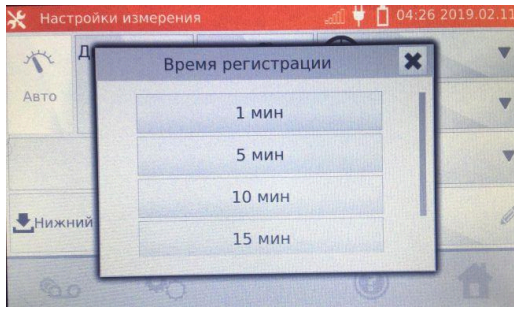 Настройки измерения
04:26 2019.02.11
Авто
Время регистрации
1 мин
5 мин
10 мин
15 мин
Нижний